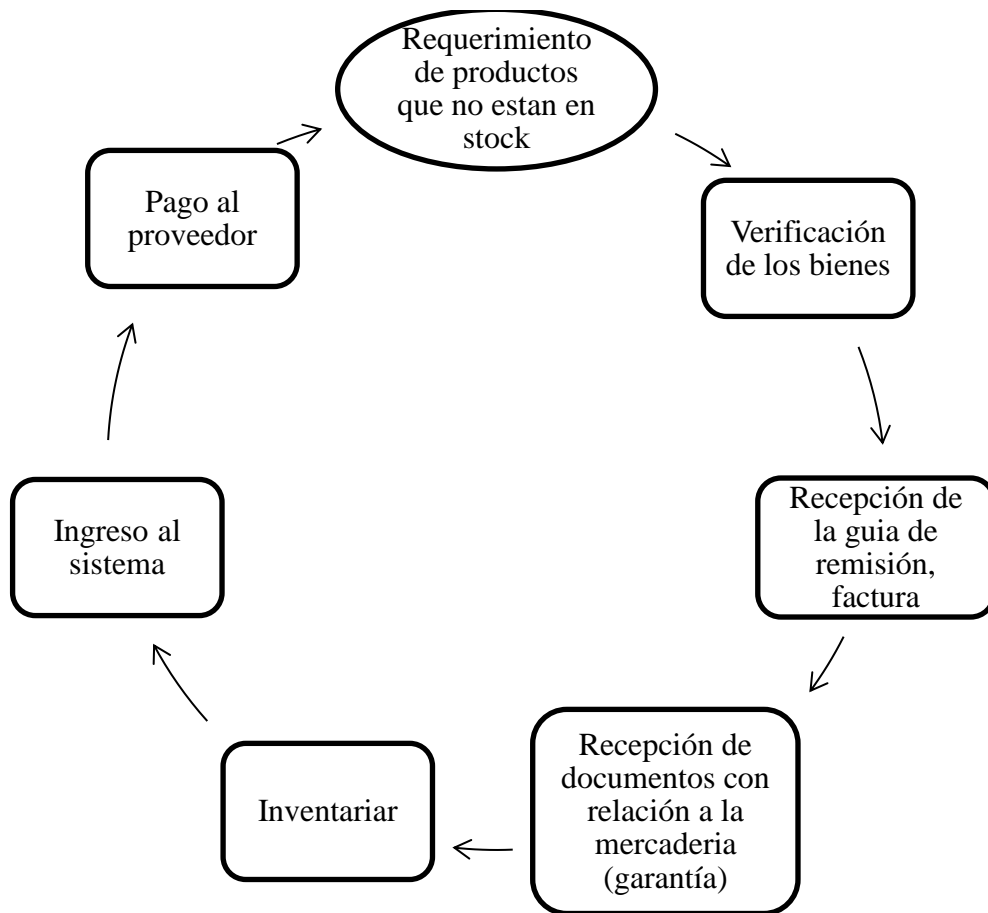 Requerimiento
de productos
que no estan en
stock
Verificación
de los bienes
Recepción de
la guia de
remisión,
factura
Recepción de
documentos con
relación a la
mercaderia
(garantía)
Inventariar
Ingreso al
sistema
Pago al
proveedor